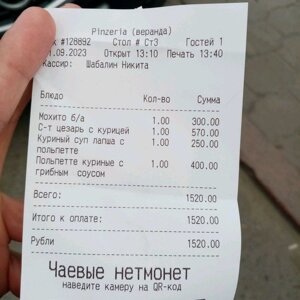 Pinzeria (веранда)
#128892 Стол # Ст3 Гостей 1
.09.2023 Открыт 13:10 Печать 13:40
Кассир: Шабалин Никита
Блюдо Кол-во Сумма
Мохито б/а 1.00 300.00
С-т цезарь с курицей 1.00 570.00
Куриный суп лапша с 1.00 250.00
польпетте
Польпетте куриные с 1.00 400.00
грибным соусом
Всего: 1520.00
Итого к оплате: 1520.00
Рубли 1520.00
Чаевые нетмонет
наведите камеру на QR-код